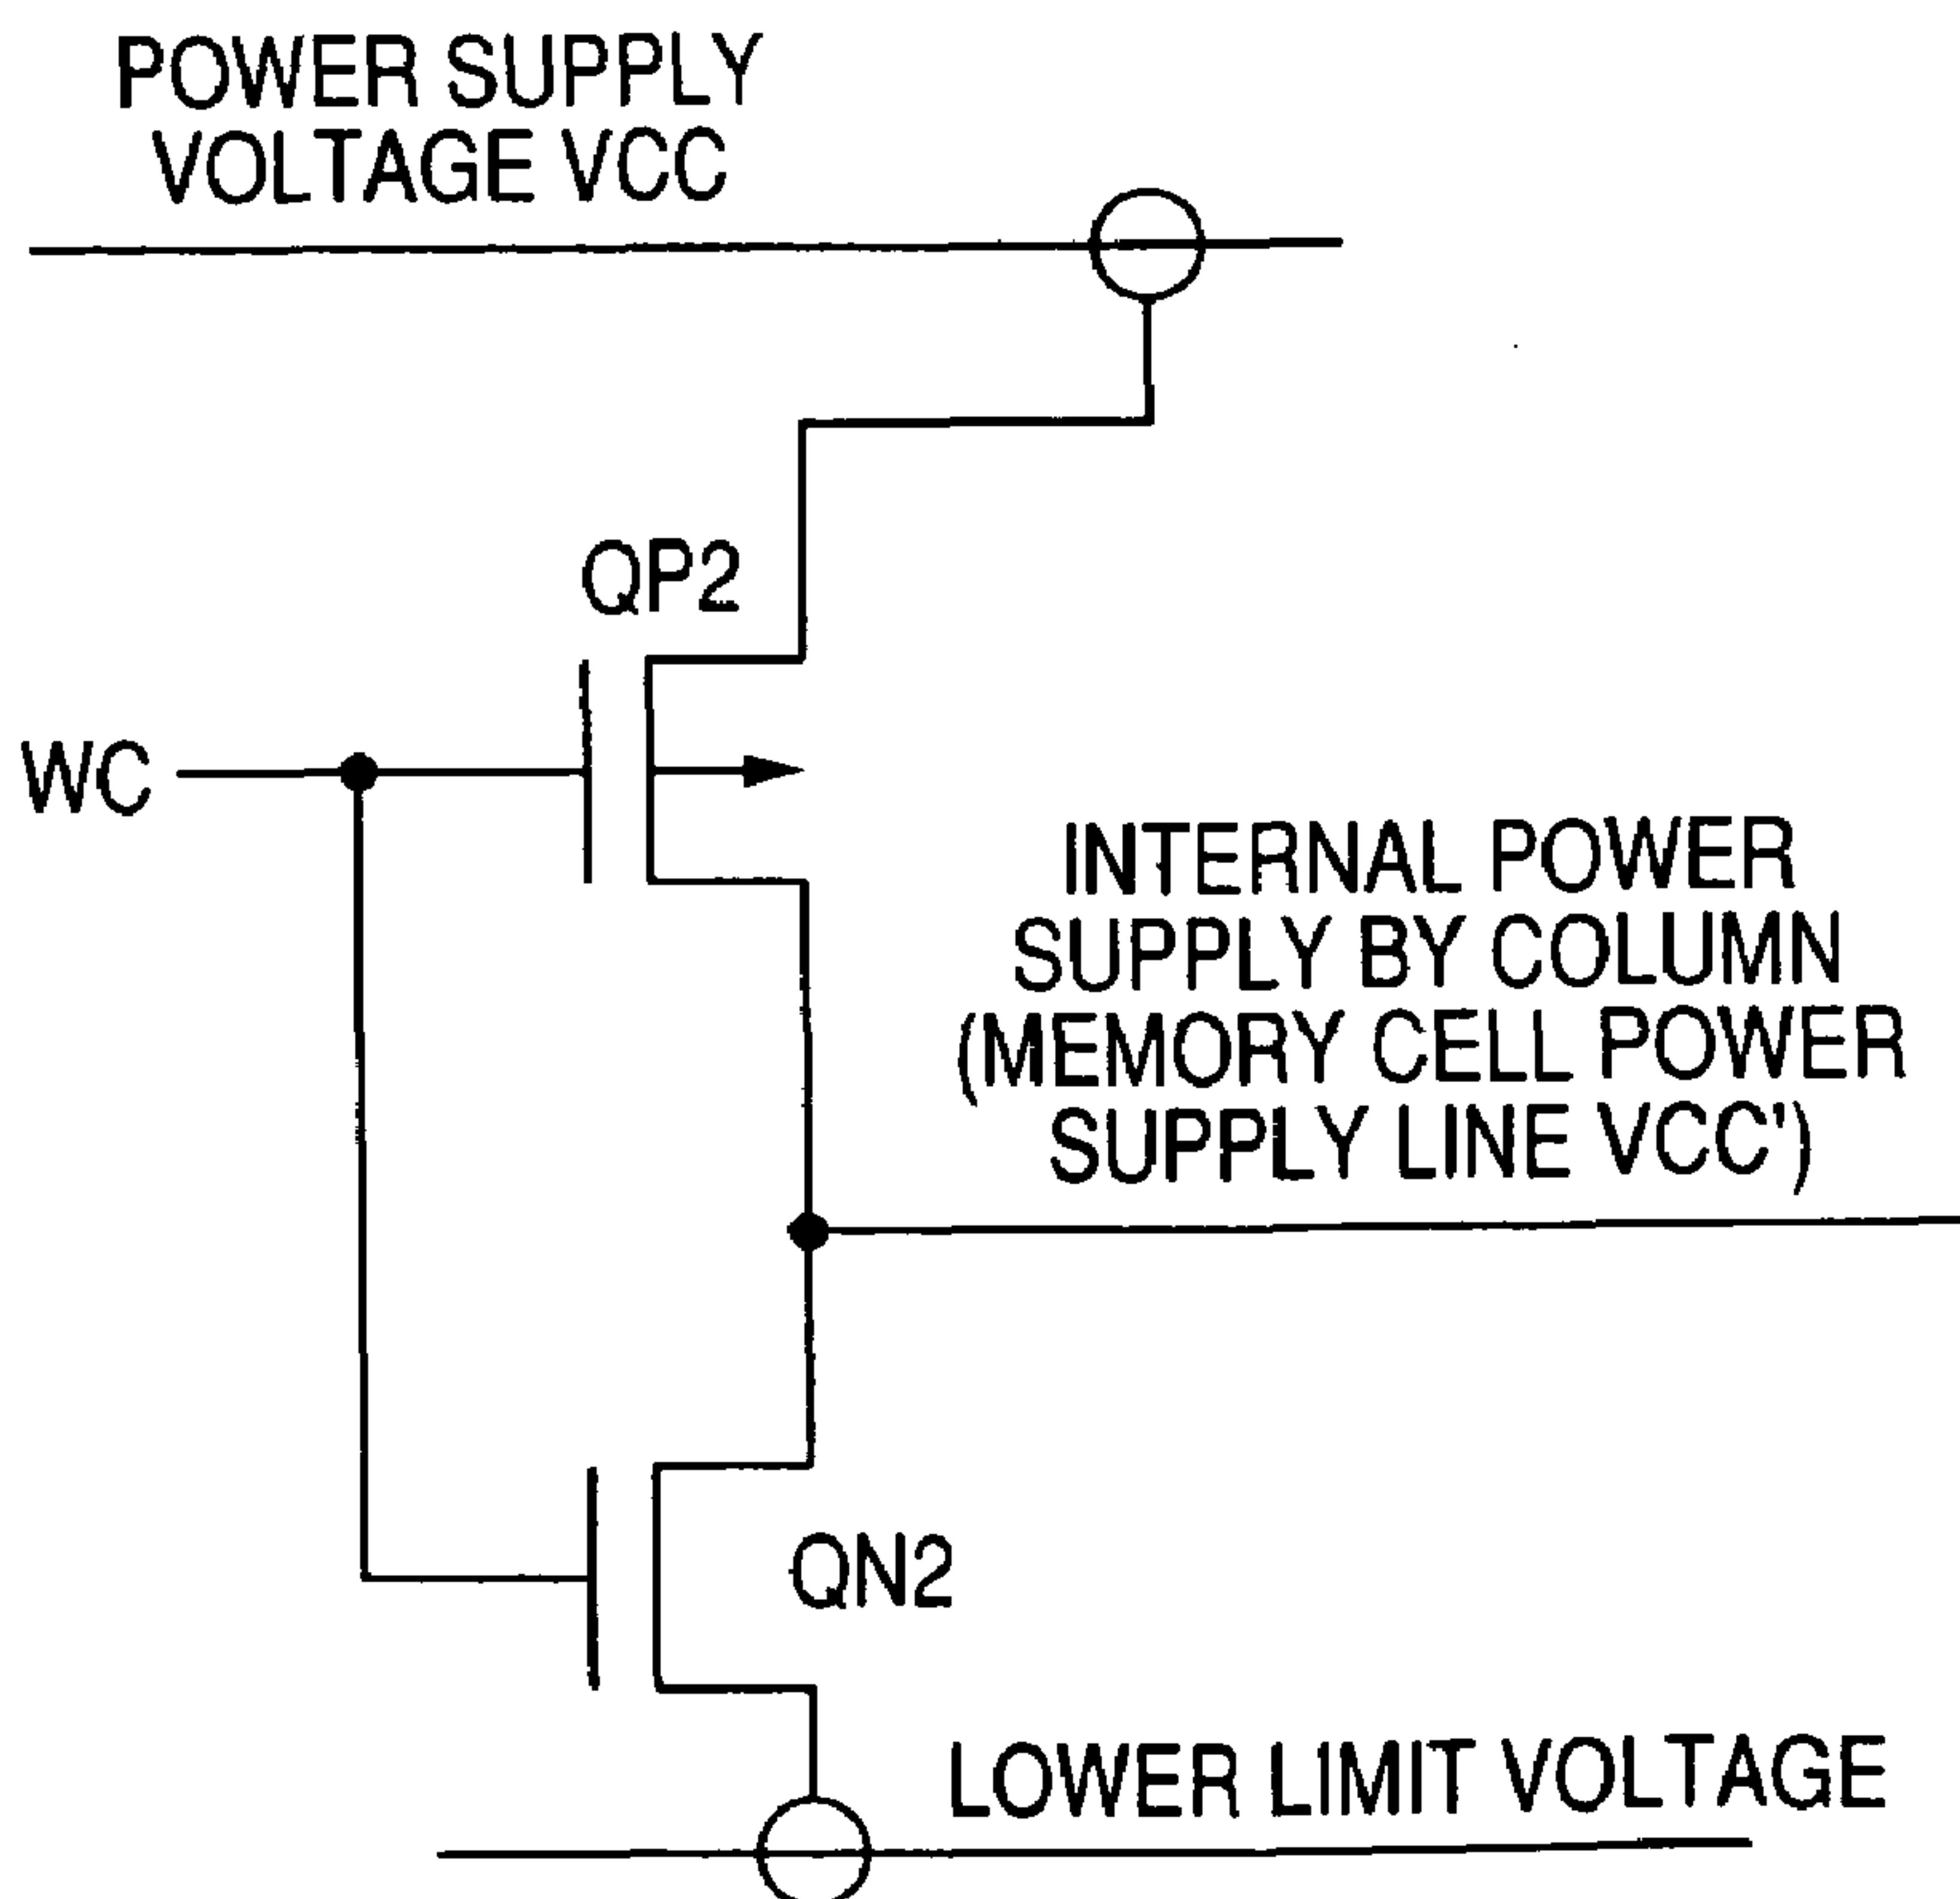 POWER SUPPLY
VOLTAGE VCC
QP2
WC
INTERNAL POWER
SUPPLY BY COLUMN
(MEMORY CELL POWER
SUPPLY LINE VCC')
QN2
LOWER LIMIT VOLTAGE